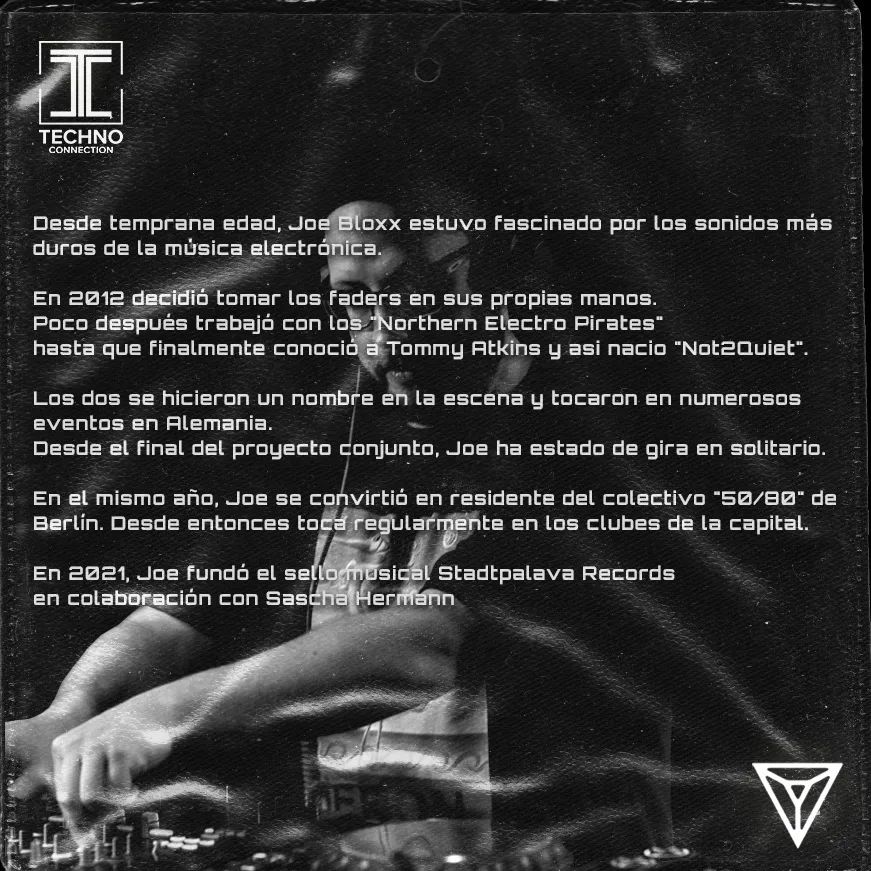 TECHNO
CONNECTION
Desde temprana edad, Joe Bloxx estuvo fascinado por los sonidos más
duros de la música electrónica.
En 2012 decidió tomar los faders en sus propias manos.
Poco después trabajó con los "Northern Electro Pirates"
hasta que finalmente conoció a Tommy Atkins y asi nacio "Not2Quiet".
Los dos se hicieron un nombre en la escena y tocaron en numerosos
eventos en Alemania.
Desde el final del proyecto conjunto, Joe ha estado de gira en solitario.
En el mismo año, Joe se convirtió en residente del colectivo "50/80" de
Berlín. Desde entonces toca regularmente en los clubes de la capital.
En 2021, Joe fundó el sello musical Stadtpalava Records
en colaboración con Sascha Hermann